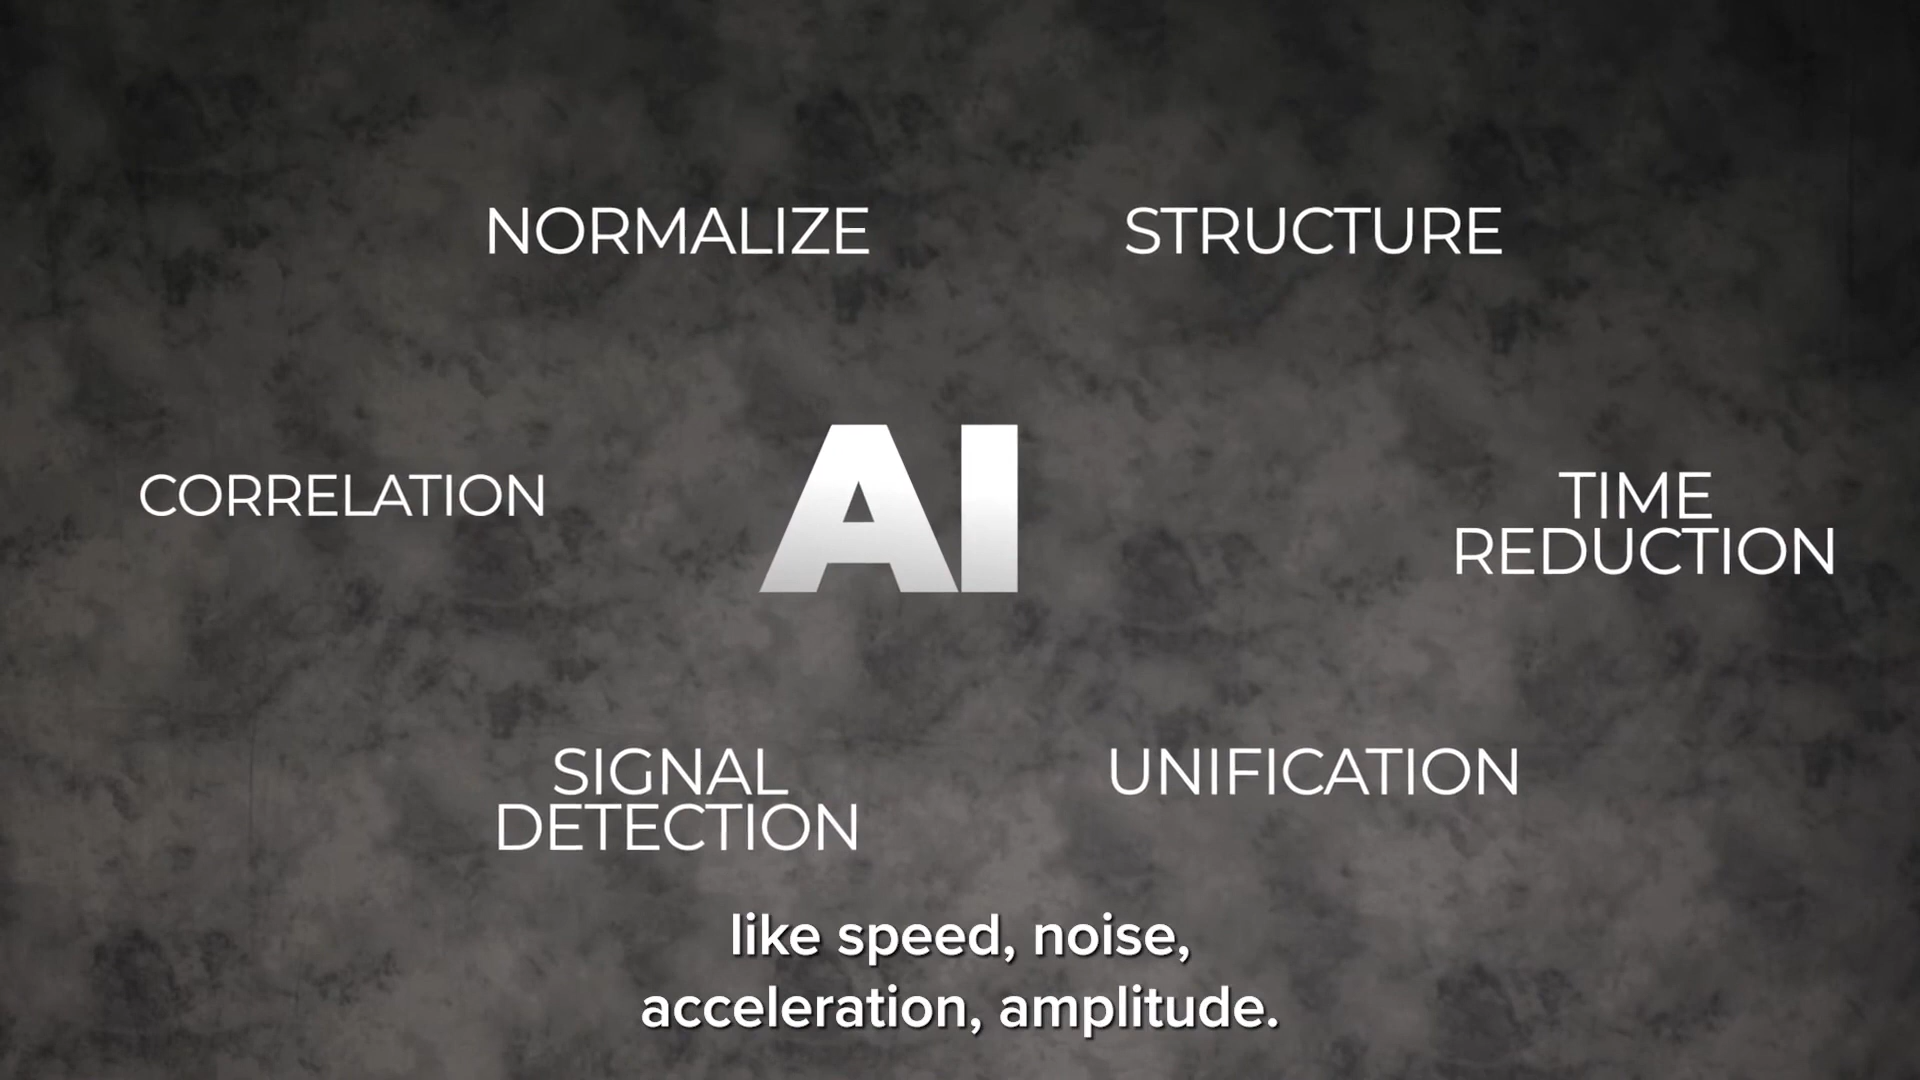 NORMALIZE
STRUCTURE
CORRELATION
AI
TIME
REDUCTION
SIGNAL
DETECTION
UNIFICATION
like speed, noise,
acceleration, amplitude.